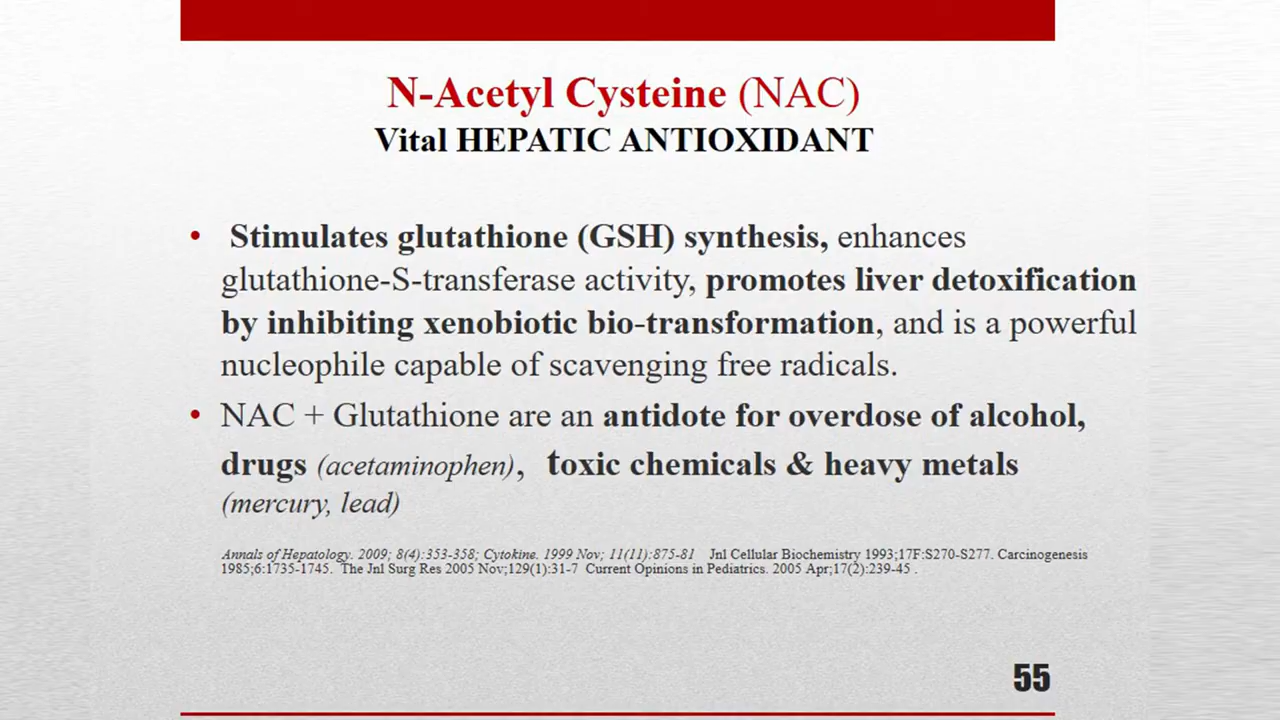 N-Acetyl Cysteine (NAC)
Vital HEPATIC ANTIOXIDANT
• Stimulates glutathione (GSH) synthesis, enhances
glutathione-S-transferase activity, promotes liver detoxification
by inhibiting xenobiotic bio-transformation, and is a powerful
nucleophile capable of scavenging free radicals.
• NAC + Glutathione are an antidote for overdose of alcohol,
drugs (acetaminophen), toxic chemicals & heavy metals
(mercury, lead)
Annals of Hepatology. 2009; 8(4):353-358; Cytokine. 1999 Nov; 11(11):875-81 Jnl Cellular Biochemistry 1993;17F:S270-S277. Carcinogenesis
1985;6:1735-1745. The Jnl Surg Res 2005 Nov;129(1):31-7 Current Opinions in Pediatrics. 2005 Apr;17(2):239-45 .
55